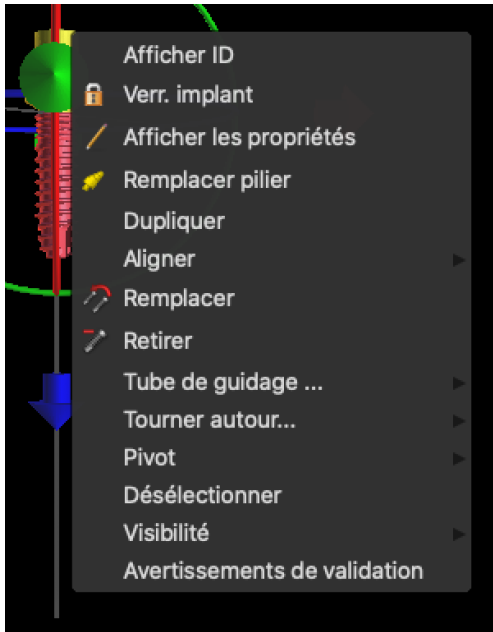 Afficher ID
Verr. implant
Afficher les propriétés
Remplacer pilier
Dupliquer
Aligner
Remplacer
Retirer
Tube de guidage ...
Tourner autour...
Pivot
Désélectionner
Visibilité
Avertissements de validation